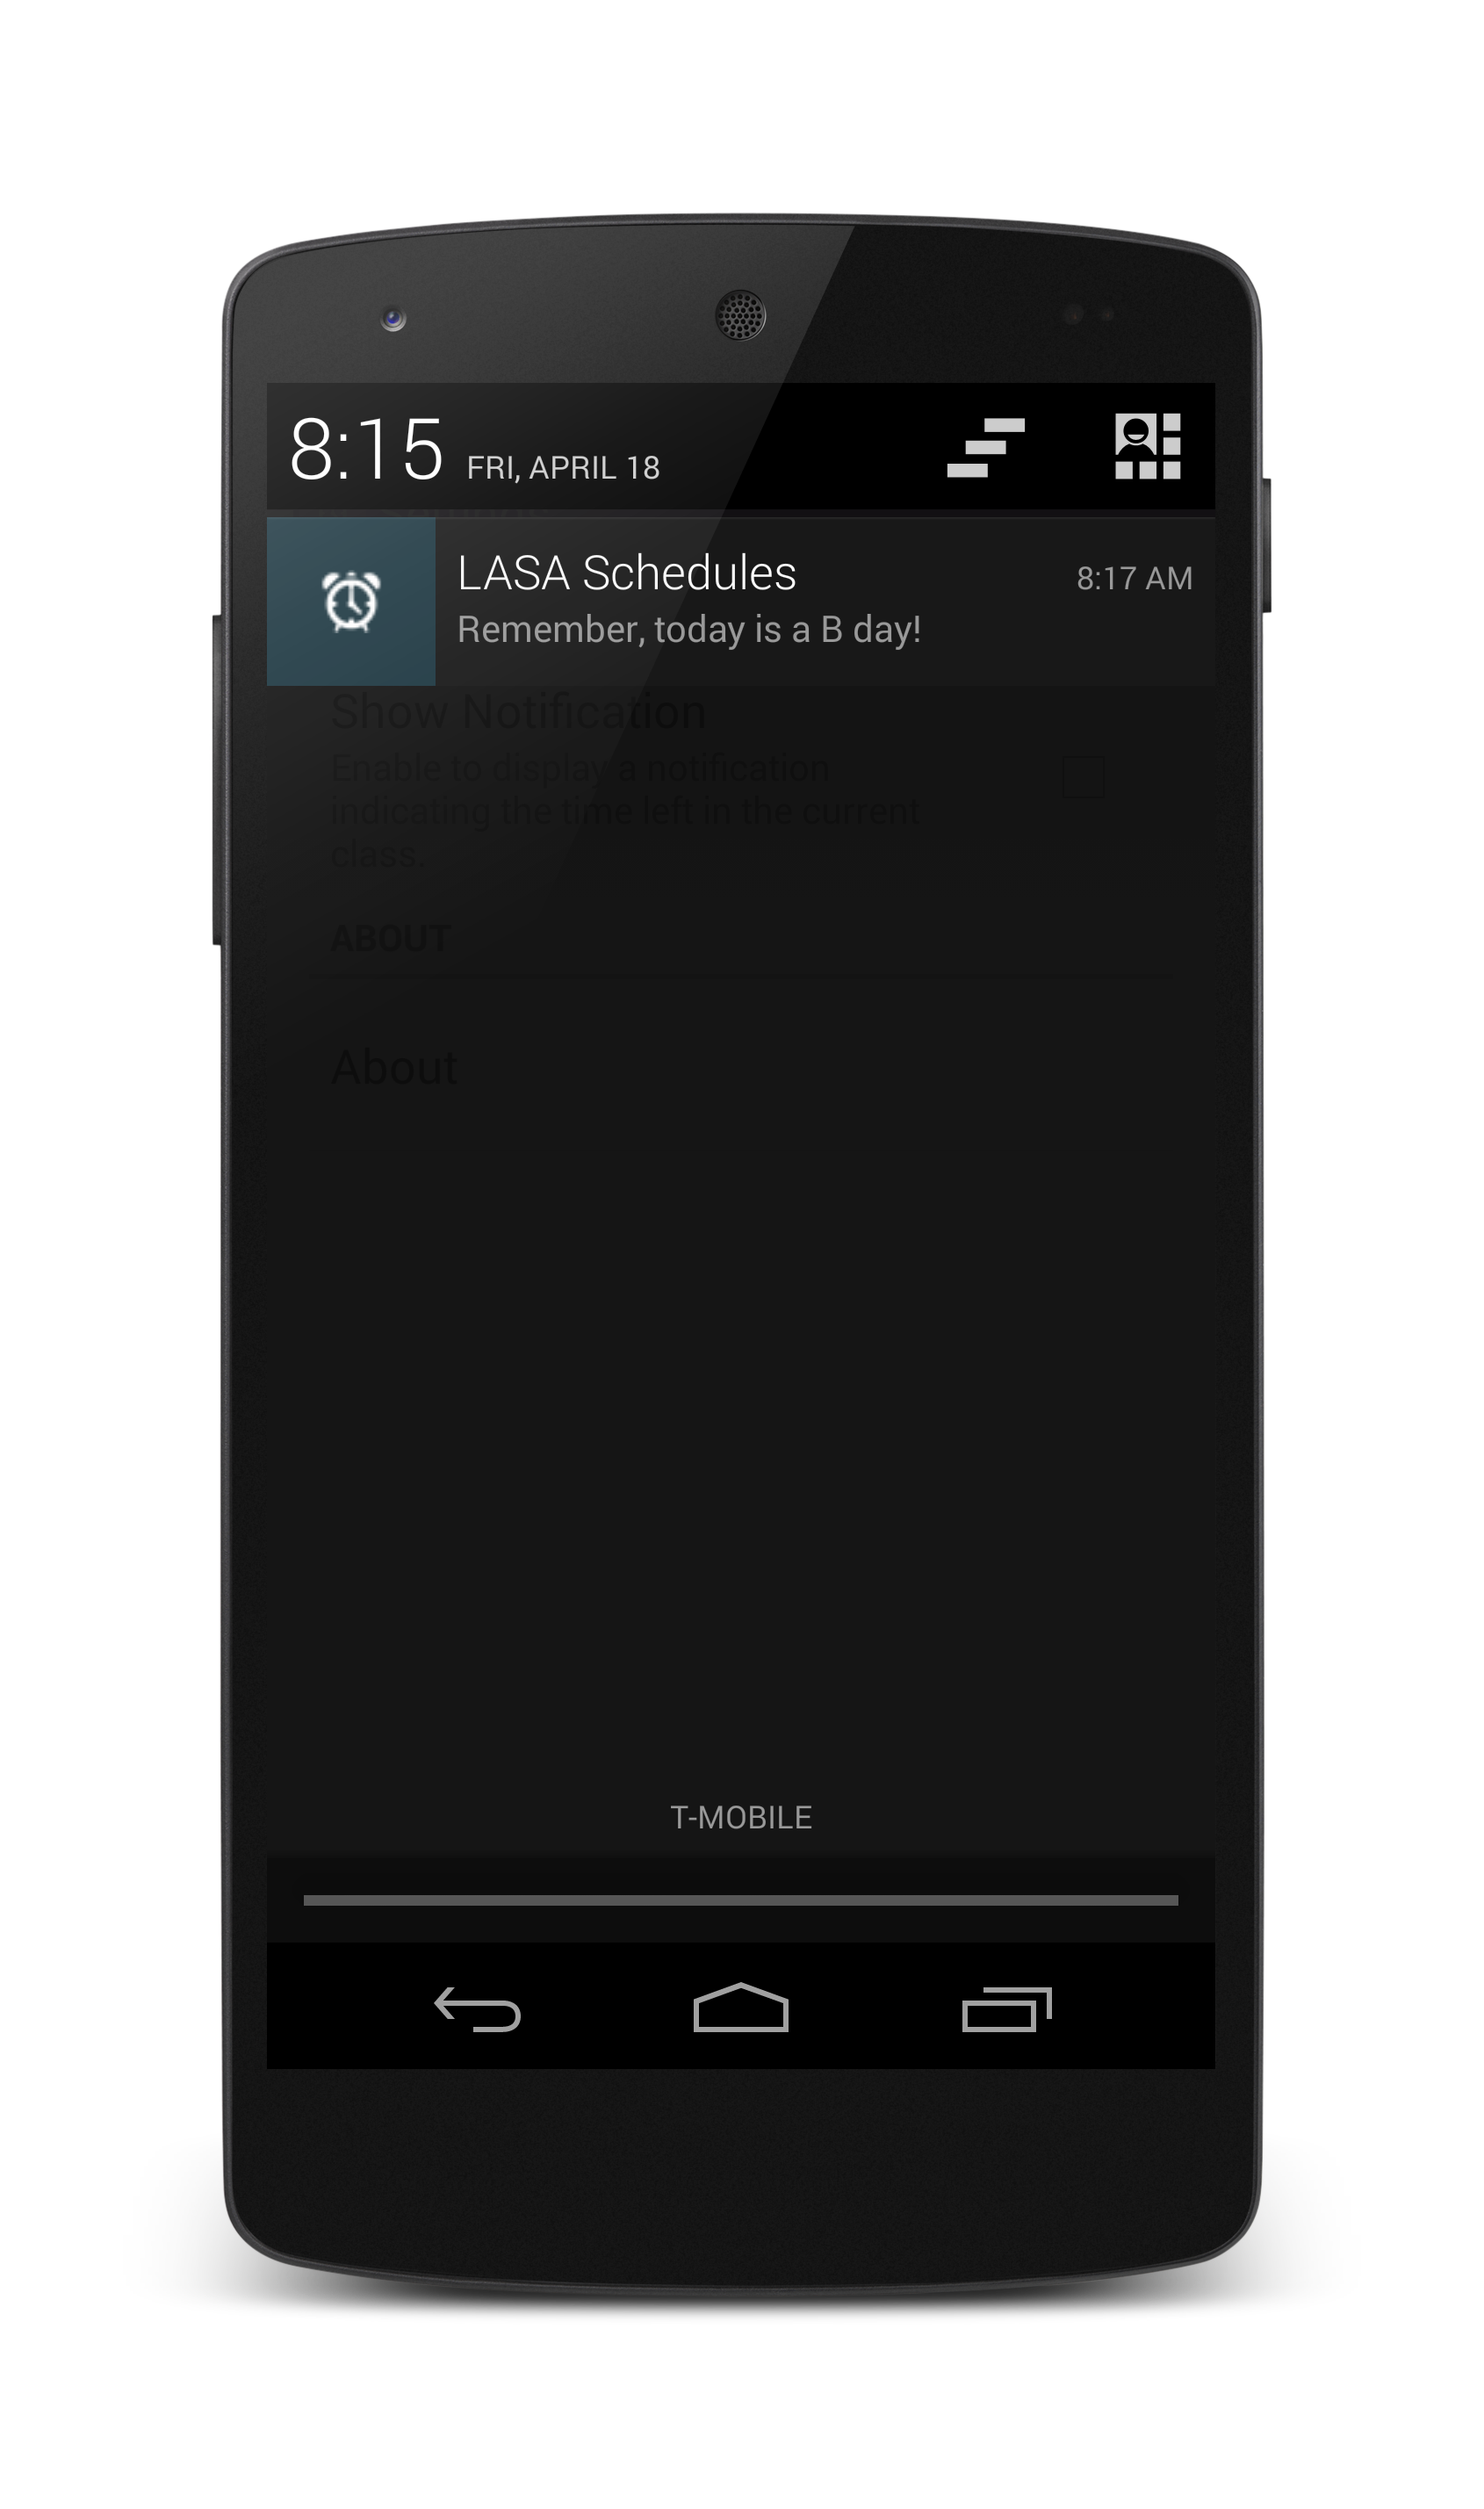 8:15 FRI, APRIL 18
LASA Schedules 8:17 AM
Remember, today is a B day!
Show Notification
Enable to display a notification
indicating the time left in the current
class.
ABOUT
About
T-MOBILE